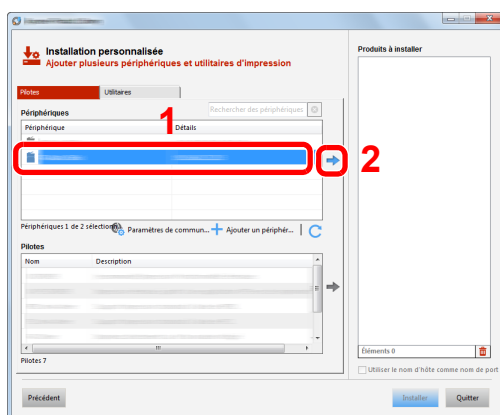 Installation personnalisée
Ajouter plusieurs périphériques et utilitaires d'impression
Produits à installer
Pilotes
Utilitaires
Périphériques
Rechercher des périphériques
1
Périphérique
Détails
2
Périphériques 1 de 2 sélection
Paramètres de commun...
Ajouter un périphér...
Pilotes
Nom
Description
Pilotes 7
Éléments 0
Utiliser le nom d'hôte comme nom de port
Précédent
Installer
Quitter